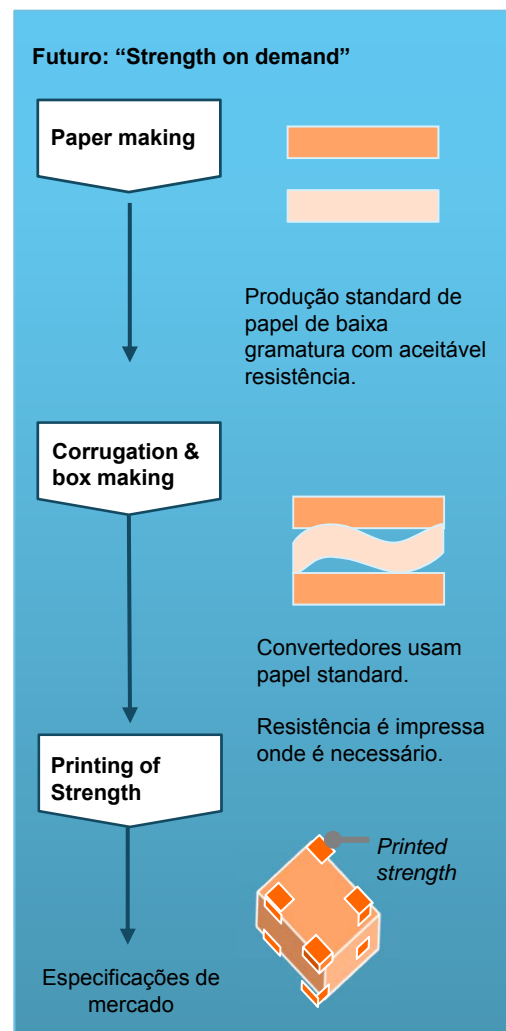 Futuro: “Strength on demand”
Paper making
Produção standard de
papel de baixa
gramatura com aceitável
resistência.
Corrugation &
box making
Convertedores usam
papel standard.
Resistência é impressa
onde é necessário.
Printing of
Strength
Printed
strength
Especificações de
mercado